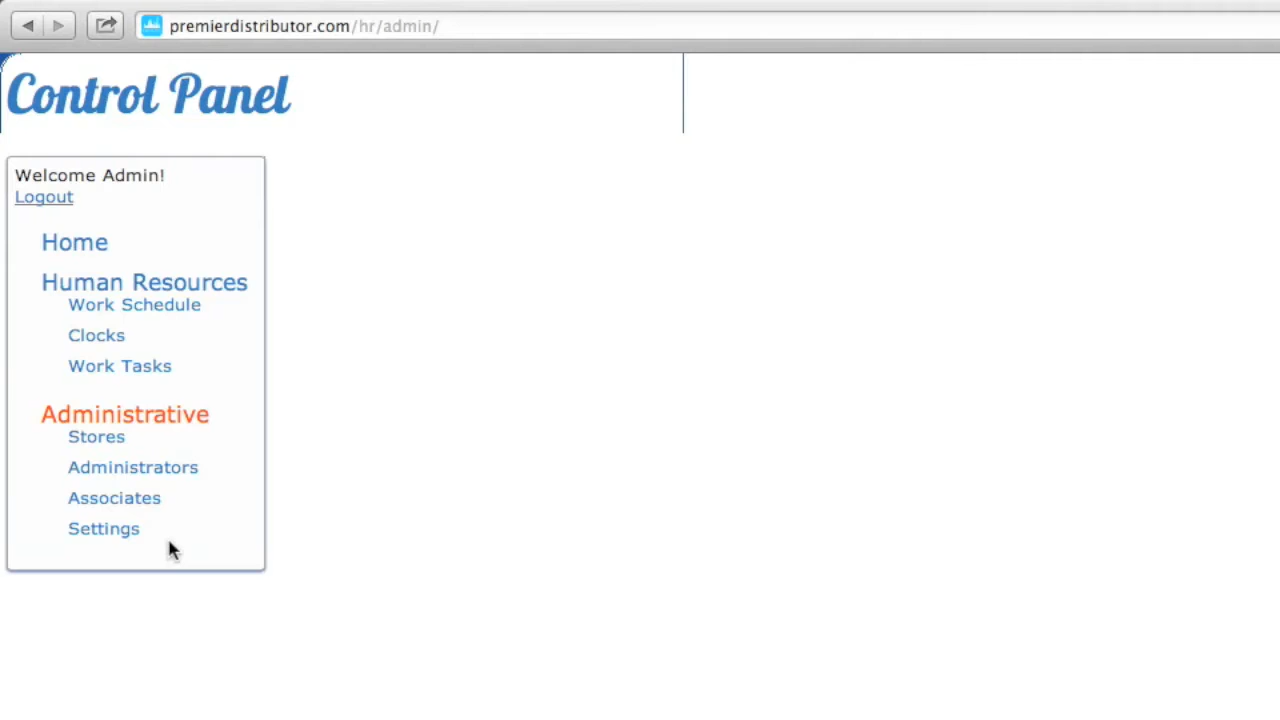 premierdistributor.com/hr/admin/
Control Panel
Welcome Admin!
Logout
Home
Human Resources
Work Schedule
Clocks
Work Tasks
Administrative
Stores
Administrators
Associates
Settings